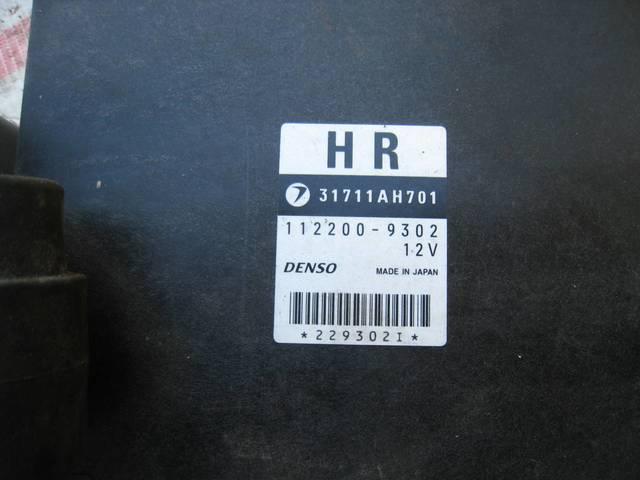 HR
31711AH701
112200-9302
12V
DENSO MADE IN JAPAN
*229302I*